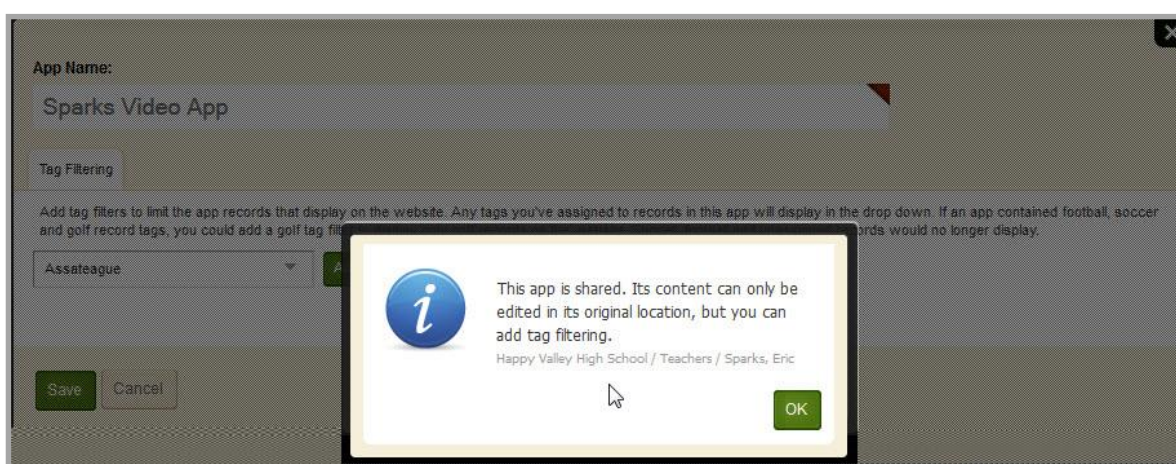 App Name:
Sparks Video App
Tag Filtering
Add tag filters to limit the app records that display on the website. Any tags you've assigned to records in this app will display in the drop down. If an app contained football, soccer
and golf record tags, you could add a golf tag
ords would no longer display.
Assateague
This app is shared. Its content can only be
edited in its original location, but you can
add tag filtering.
Happy Valley High School / Teachers / Sparks, Eric
OK
Save
Cancel